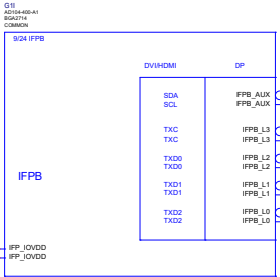 G1I
AD104-400-A1
BGA2714
COMMON
9/24 IFPB
DVI/HDMI DP
SDA IFPB_AUX
SCL IFPB_AUX
TXC IFPB_L3
TXC IFPB_L3
TXD0 IFPB_L2
TXD0 IFPB_L2
IFPB
TXD1 IFPB_L1
TXD1 IFPB_L1
TXD2 IFPB_L0
TXD2 IFPB_L0
IFP_IOVDD
IFP_IOVDD